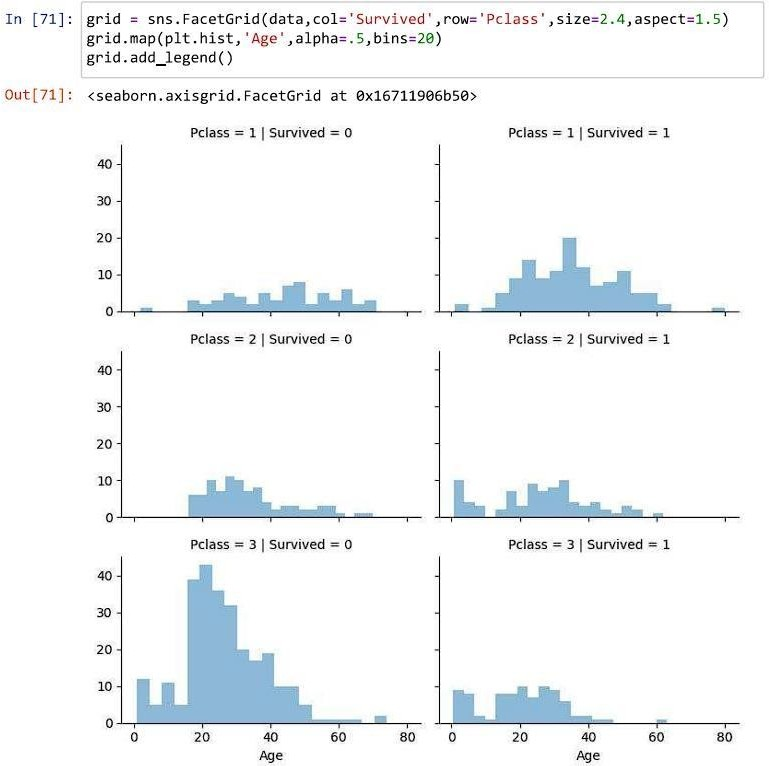 In [71]: grid = sns.FacetGrid(data,col='Survived',row='Pclass',size=2.4,aspect=1.5)
grid.map(plt.hist,'Age',alpha=.5,bins=20)
grid.add_legend()
Out[71]: <seaborn.axisgrid.FacetGrid at 0x16711906b50>
Pclass = 1 | Survived = 0 Pclass = 1 | Survived = 1
40
30
20
10
0
Pclass = 2 | Survived = 0 Pclass = 2 | Survived = 1
40
30
20
10
0
Pclass = 3 | Survived = 0 Pclass = 3 | Survived = 1
40
30
20
10
0
0 20 40 60 80 0 20 40 60 80
Age Age